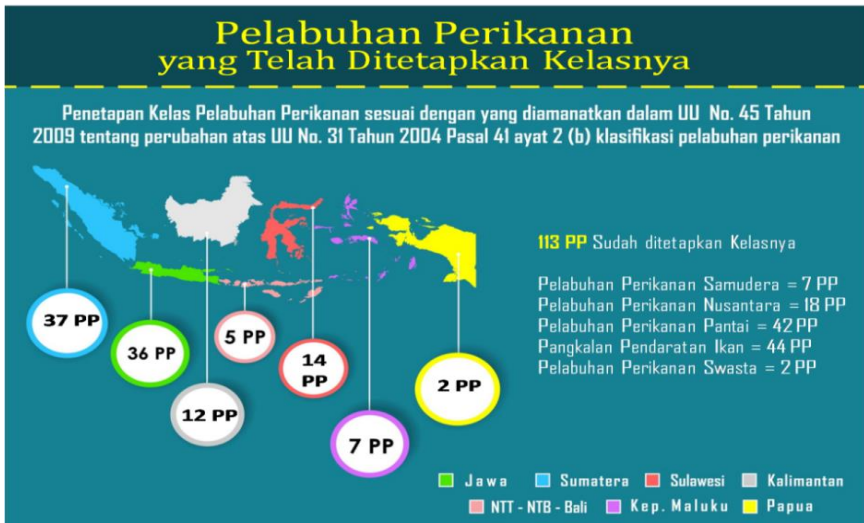 Pelabuhan Perikanan
yang Telah Ditetapkan Kelasnya
Penetapan Kelas Pelabuhan Perikanan sesuai dengan yang diamanatkan dalam UU No. 45 Tahun
2009 tentang perubahan atas UU No. 31 Tahun 2004 Pasal 41 ayat 2 (b) klasifikasi pelabuhan perikanan
113 PP Sudah ditetapkan Kelasnya
Pelabuhan Perikanan Samudera = 7 PP
Pelabuhan Perikanan Nusantara = 18 PP
Pelabuhan Perikanan Pantai = 42 PP
Pangkalan Pendaratan Ikan = 44 PP
Pelabuhan Perikanan Swasta = 2 PP
37 PP
36 PP
12 PP
5 PP
14
PP
7 PP
2 PP
Jawa
Sumatera
Sulawesi
Kalimantan
NTT - NTB - Bali
Kep. Maluku
Papua